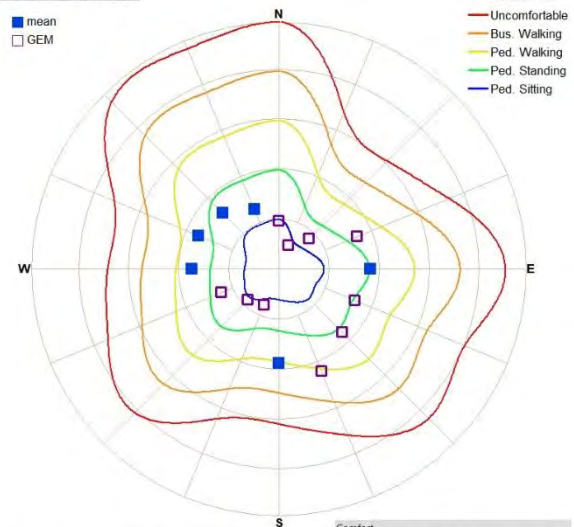 N
mean
GEM
Uncomfortable
Bus. Walking
Ped. Walking
Ped. Standing
Ped. Sitting
W
E
S